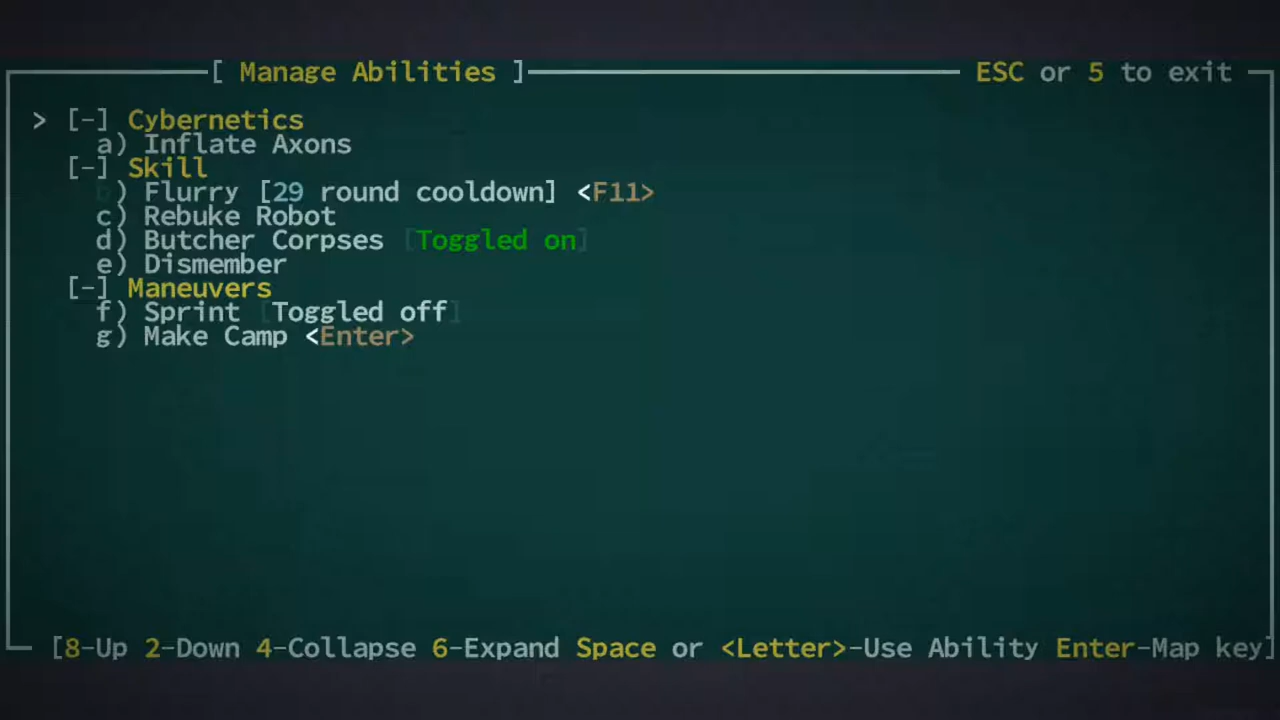 [ Manage Abilities ] ESC or 5 to exit
> [-] Cybernetics
a) Inflate Axons
[-] Skill
b) Flurry [29 round cooldown] <F11>
c) Rebuke Robot
d) Butcher Corpses [Toggled on]
e) Dismember
[-] Maneuvers
f) Sprint [Toggled off]
g) Make Camp <Enter>
[8-Up 2-Down 4-Collapse 6-Expand Space or <Letter>-Use Ability Enter-Map key]